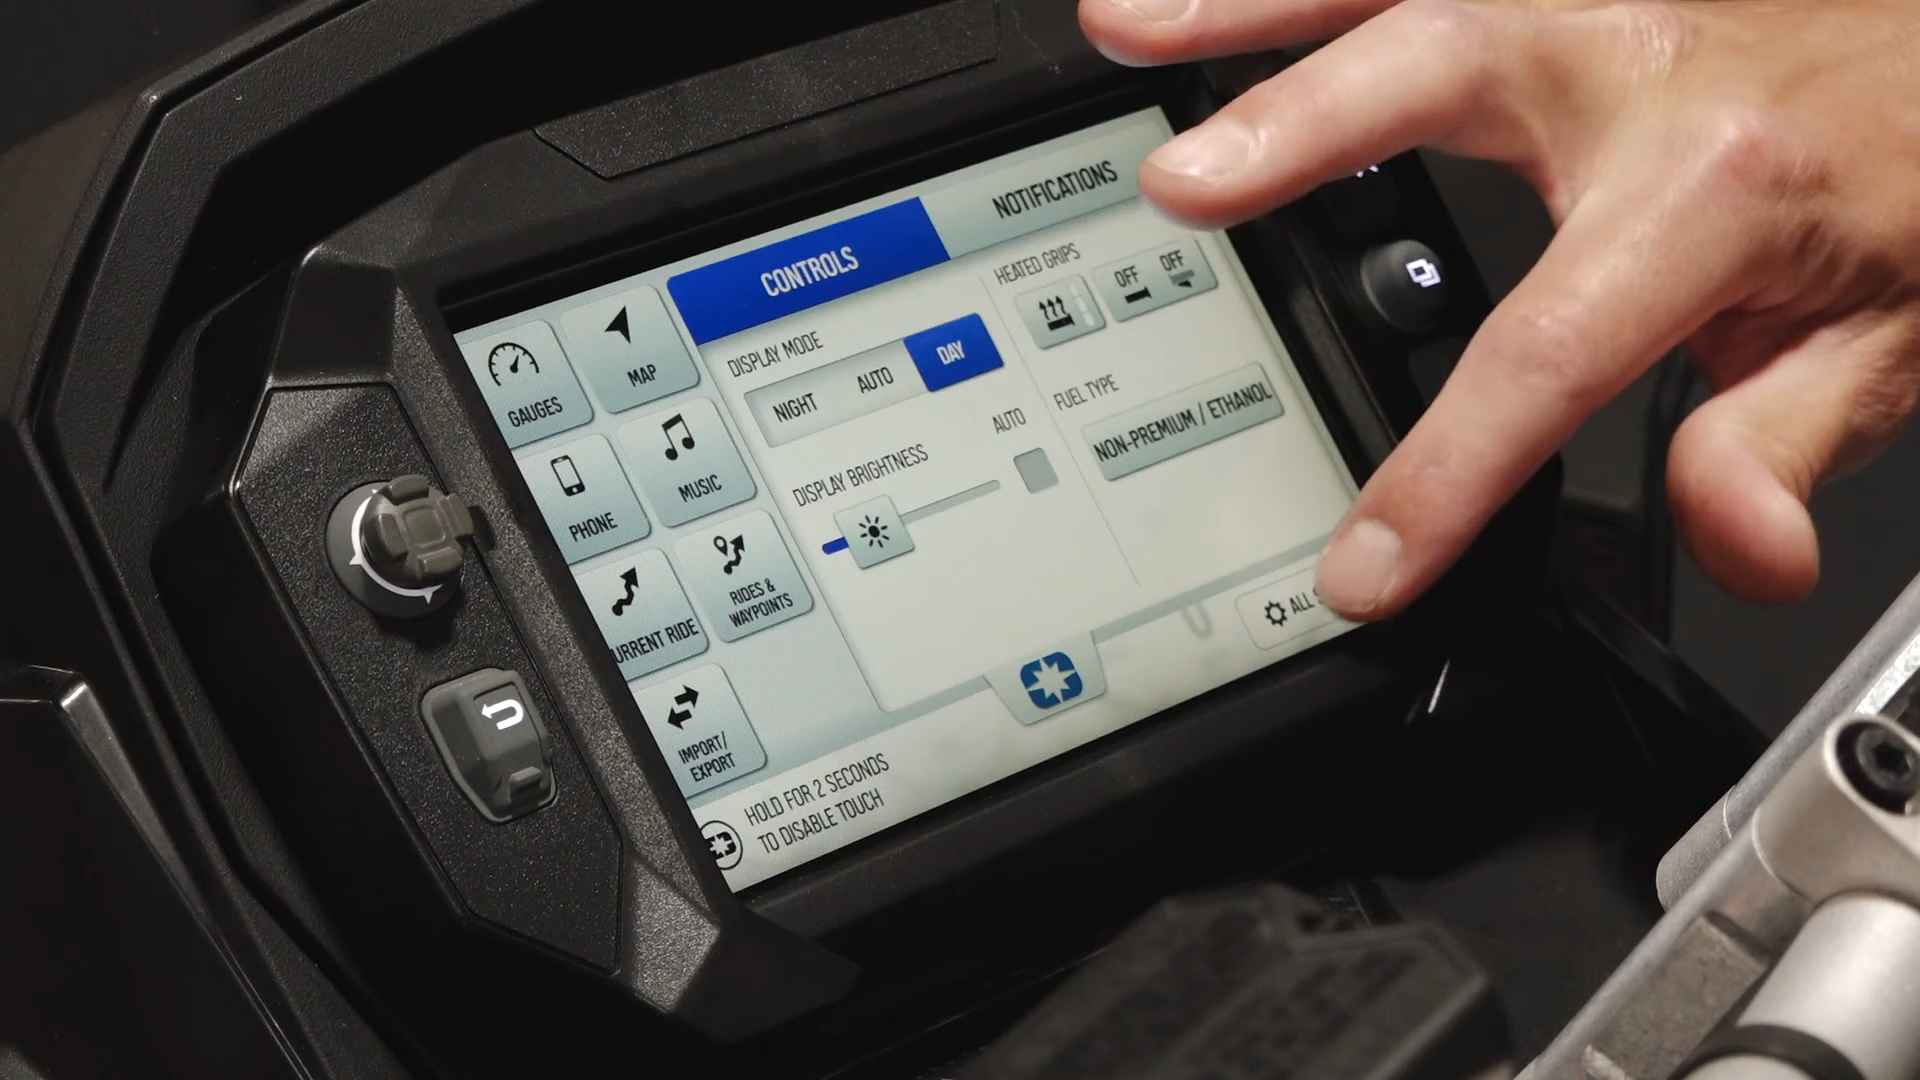 CONTROLS
NOTIFICATIONS
GAUGES
MAP
PHONE
MUSIC
URRENT RIDE
RIDES &
WAYPOINTS
IMPORT/
EXPORT
DISPLAY MODE
NIGHT
AUTO
DAY
DISPLAY BRIGHTNESS
AUTO
HEATED GRIPS
OFF
OFF
FUEL TYPE
NON-PREMIUM / ETHANOL
ALL
HOLD FOR 2 SECONDS
TO DISABLE TOUCH